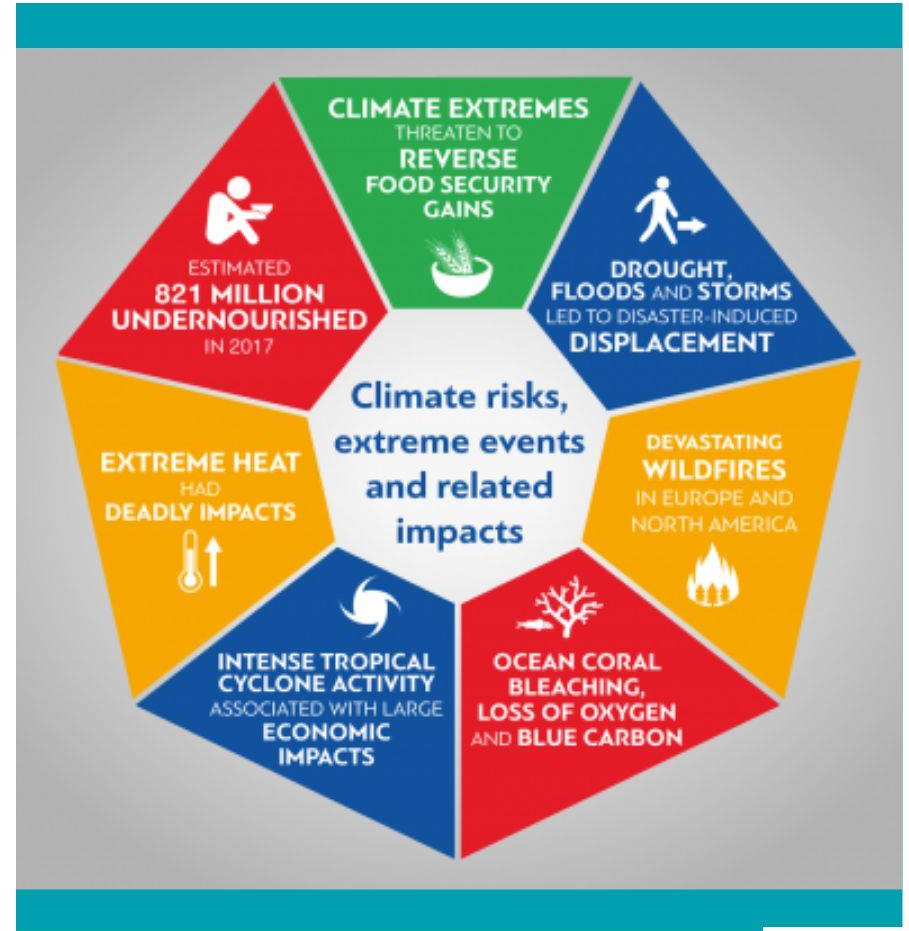 CLIMATE EXTREMES
THREATEN TO
REVERSE
FOOD SECURITY
GAINS
DROUGHT,
FLOODS AND STORMS
LED TO DISASTER-INDUCED
DISPLACEMENT
DEVASTATING
WILDFIRES
IN EUROPE AND
NORTH AMERICA
OCEAN CORAL
BLEACHING,
LOSS OF OXYGEN
AND BLUE CARBON
INTENSE TROPICAL
CYCLONE ACTIVITY
ASSOCIATED WITH LARGE
ECONOMIC
IMPACTS
EXTREME HEAT
HAD
DEADLY IMPACTS
ESTIMATED
821 MILLION
UNDERNOURISHED
IN 2017
Climate risks,
extreme events
and related
impacts